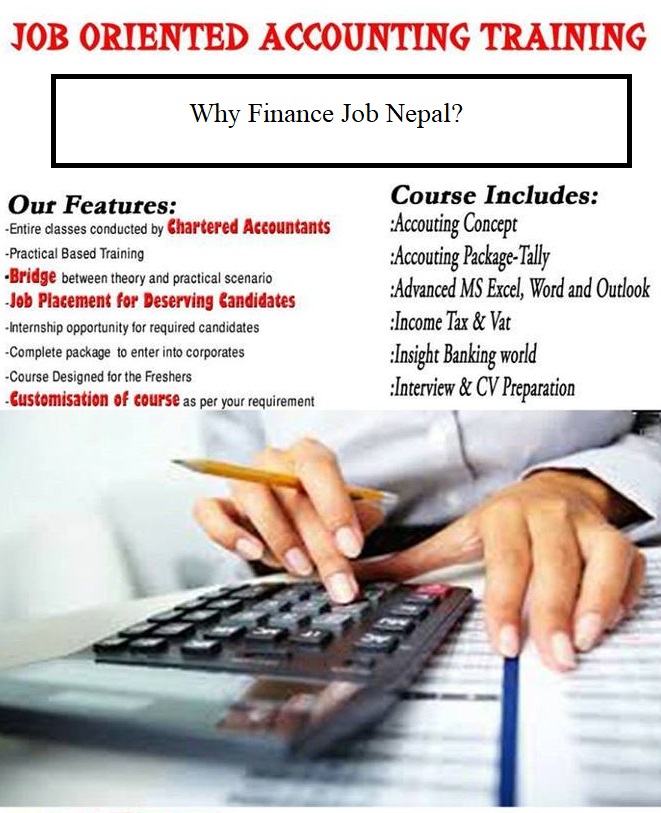 JOB ORIENTED ACCOUNTING TRAINING
Why Finance Job Nepal?
Our Features:
-Entire classes conducted by Chartered Accountants
-Practical Based Training
-Bridge between theory and practical scenario
-Job Placement for Deserving Candidates
-Internship opportunity for required candidates
-Complete package to enter into corporates
-Course Designed for the Freshers
-Customisation of course as per your requirement
Course Includes:
:Accouting Concept
:Accouting Package-Tally
:Advanced MS Excel, Word and Outlook
:Income Tax & Vat
:Insight Banking world
:Interview & CV Preparation